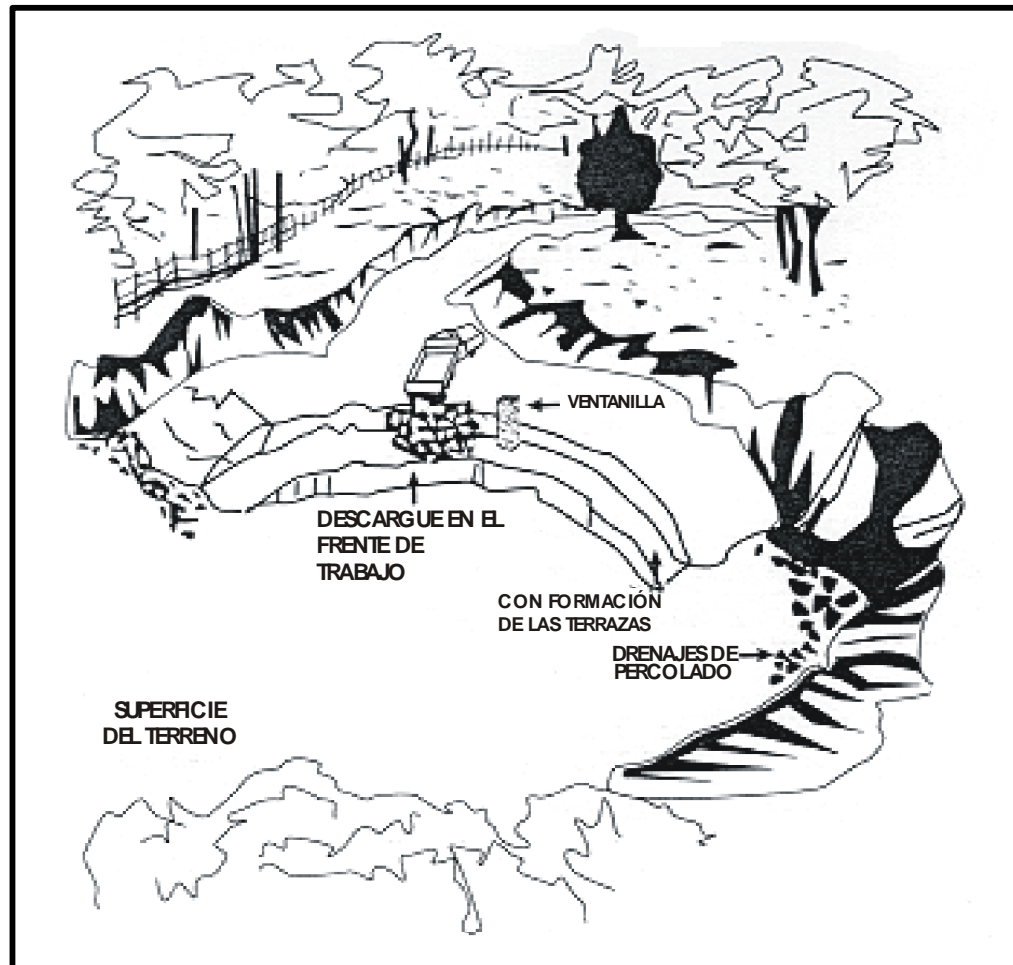 VENTANILLA
DESCARGUE EN EL
FRENTE DE
TRABAJO
CON FORMACIÓN
DE LAS TERRAZAS
DRENAJES DE
PERCOLADO
SUPERFICIE
DEL TERRENO